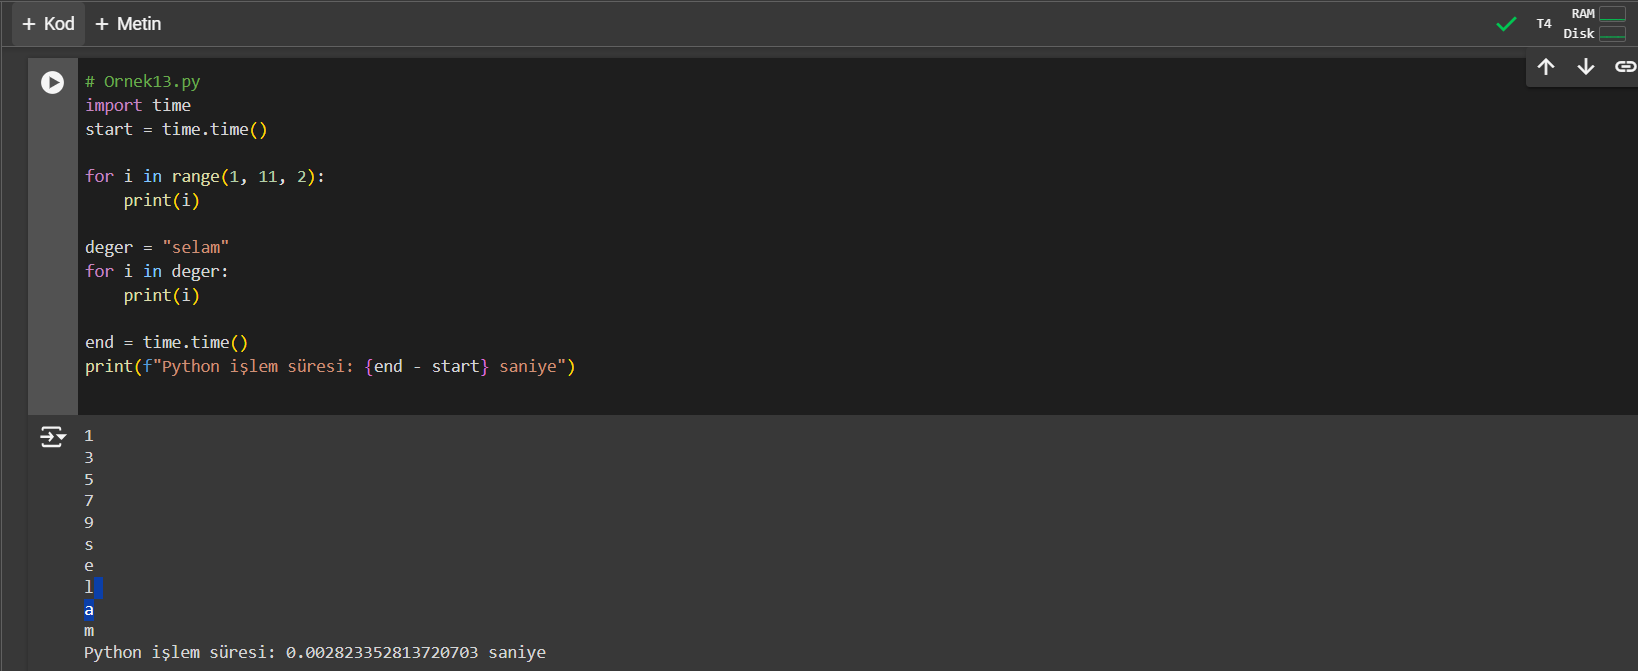 + Kod + Metin
T4
RAM
Disk
# Ornek13.py
import time
start = time.time()
for i in range(1, 11, 2):
    print(i)
deger = "selam"
for i in deger:
    print(i)
end = time.time()
print(f"Python işlem süresi: {end - start} saniye")
1
3
5
7
9
s
e
l
a
m
Python işlem süresi: 0.002823352813720703 saniye